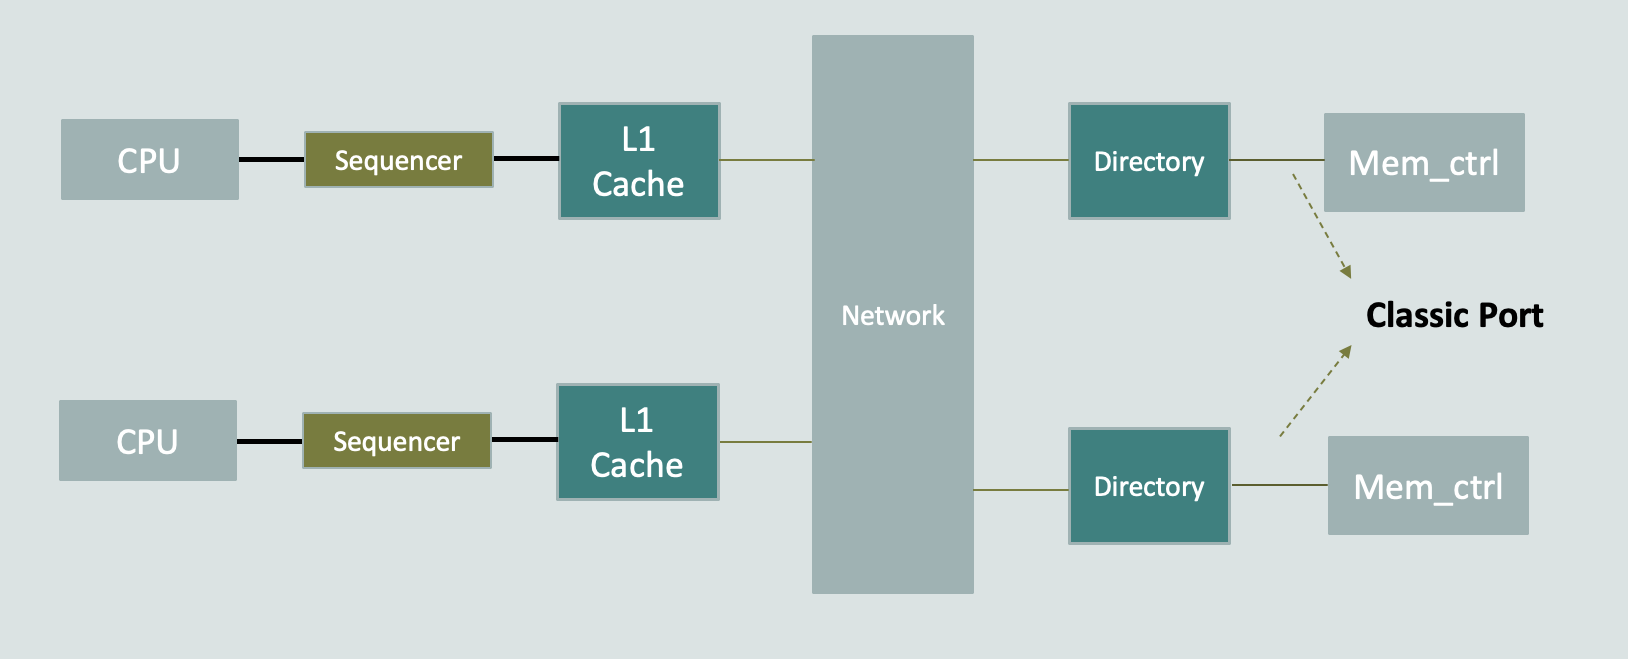 CPU
Sequencer
L1
Cache
Network
Directory
Mem_ctrl
Classic Port
CPU
Sequencer
L1
Cache
Directory
Mem_ctrl